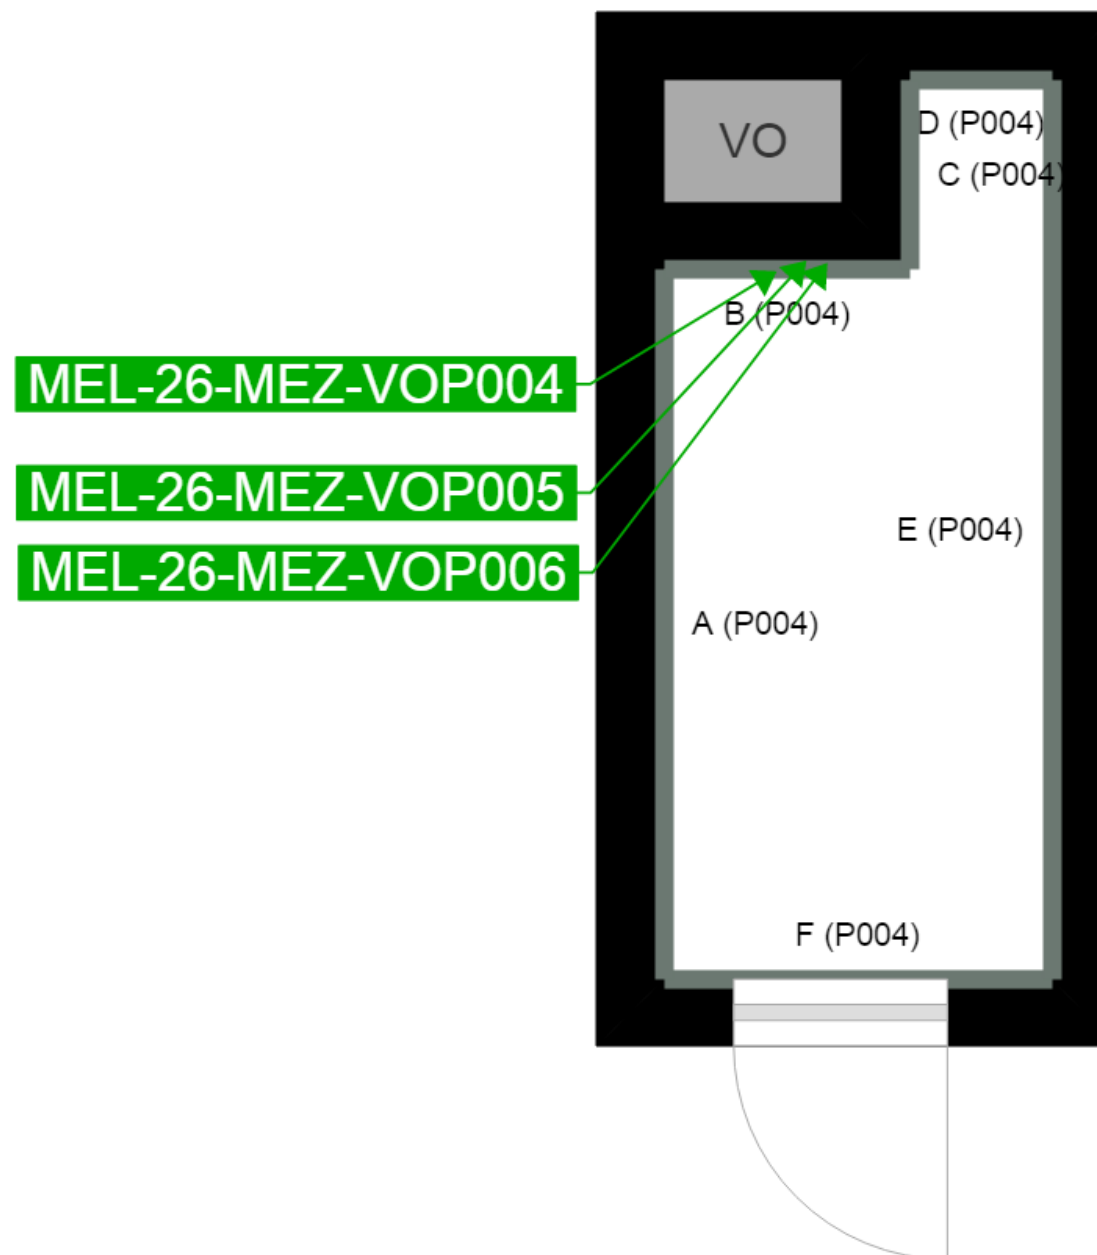 VO
D (P004)
C (P004)
B (P004)
MEL-26-MEZ-VOP004
MEL-26-MEZ-VOP005
E (P004)
MEL-26-MEZ-VOP006
A (P004)
F (P004)